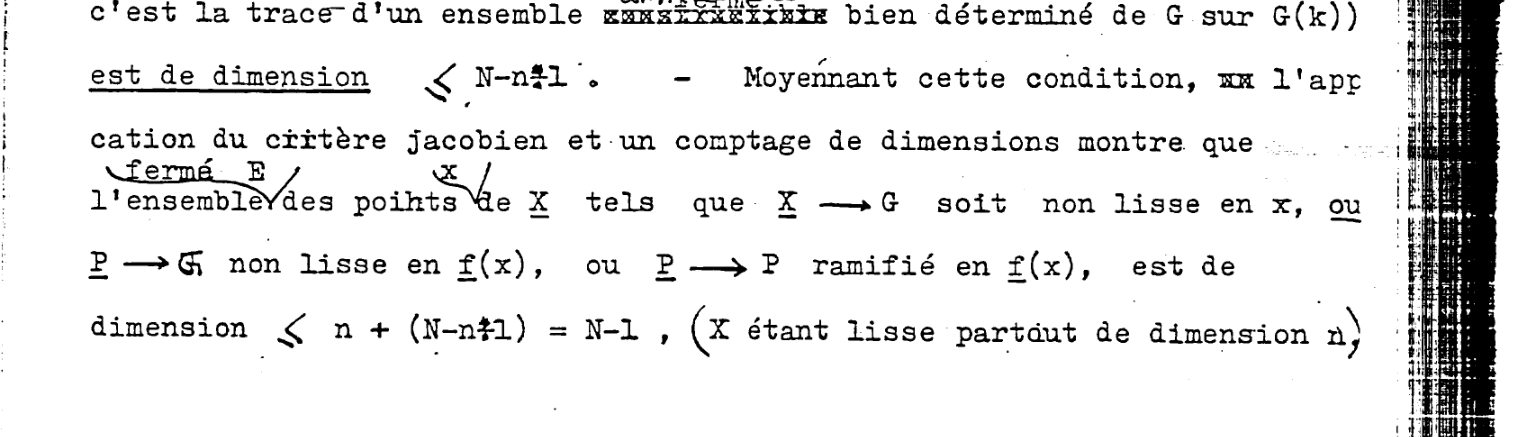 c'est la trace d'un ensemble bien déterminé de G sur G(k))
est de dimension ⩽ N-n-1 . - Moyennant cette condition, l'app
cation du critère jacobien et un comptage de dimensions montre que
fermé E x
l'ensemble des poihts de X tels que X ⟶ G soit non lisse en x, ou
P ⟶ G non lisse en f(x), ou P ⟶ P ramifié en f(x), est de
dimension ⩽ n + (N-n-1) = N-1 , (X étant lisse partout de dimension n)